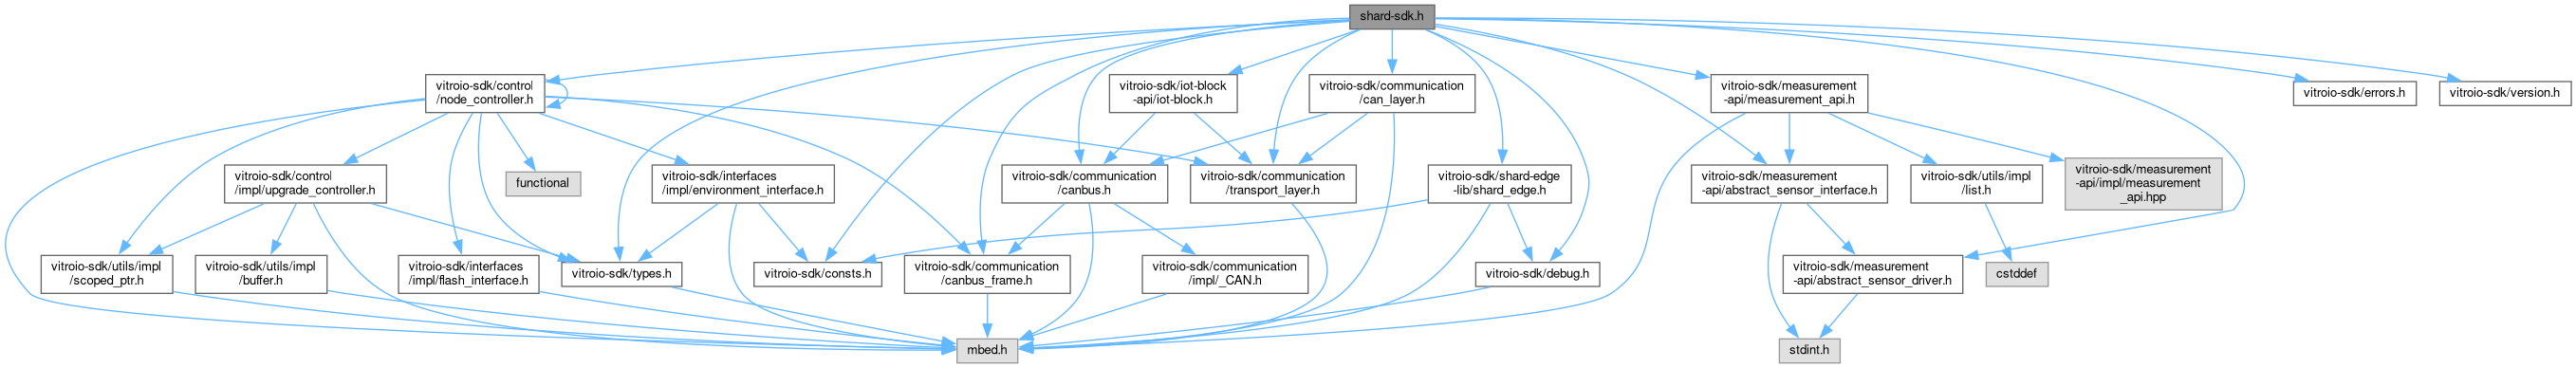 shard-sdk.h
vitroio-sdk/control
/node_controller.h
vitroio-sdk/iot-block
-api/iot-block.h
vitroio-sdk/communication
/can_layer.h
vitroio-sdk/measurement
-api/measurement_api.h
vitroio-sdk/errors.h
vitroio-sdk/version.h
vitroio-sdk/control
/impl/upgrade_controller.h
functional
vitroio-sdk/interfaces
/impl/environment_interface.h
vitroio-sdk/communication
/canbus.h
vitroio-sdk/communication
/transport_layer.h
vitroio-sdk/shard-edge
-lib/shard_edge.h
vitroio-sdk/measurement
-api/abstract_sensor_interface.h
vitroio-sdk/utils/impl
/list.h
vitroio-sdk/measurement
-api/impl/measurement
_api.hpp
vitroio-sdk/utils/impl
/scoped_ptr.h
vitroio-sdk/utils/impl
/buffer.h
vitroio-sdk/interfaces
/impl/flash_interface.h
vitroio-sdk/types.h
vitroio-sdk/consts.h
vitroio-sdk/communication
/canbus_frame.h
vitroio-sdk/communication
/impl/_CAN.h
vitroio-sdk/debug.h
vitroio-sdk/measurement
-api/abstract_sensor_driver.h
cstddef
mbed.h
stdint.h